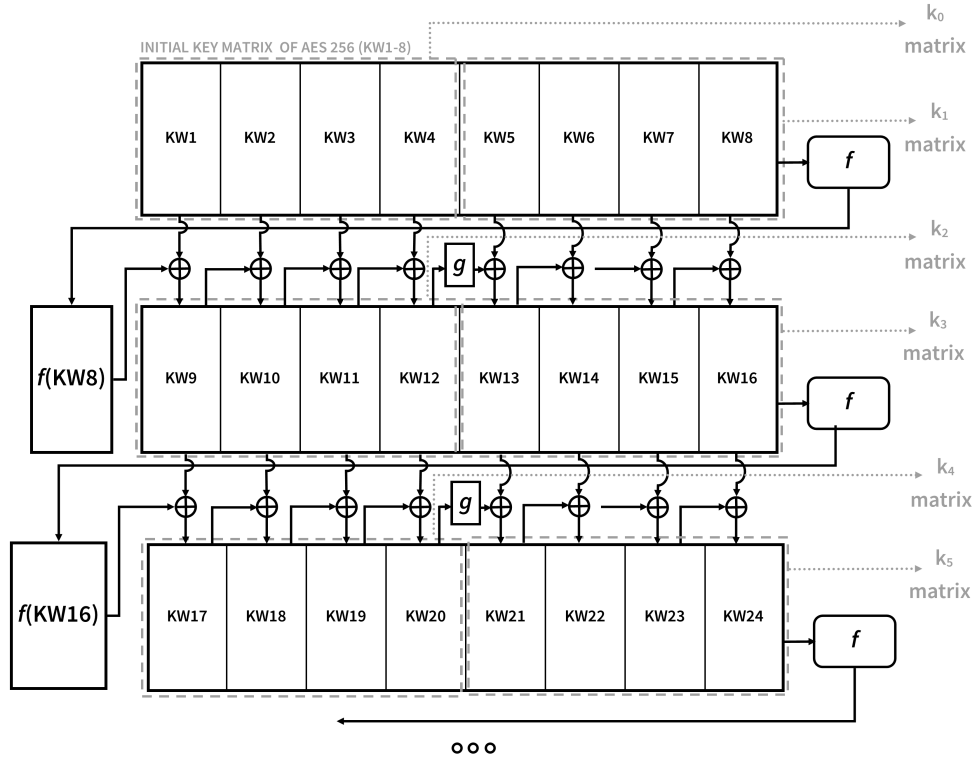 k0
matrix
INITIAL KEY MATRIX OF AES 256 (KW1-8)
KW1 KW2 KW3 KW4 KW5 KW6 KW7 KW8
k1
matrix
f
k2
matrix
g
k3
matrix
f(KW8)
KW9 KW10 KW11 KW12 KW13 KW14 KW15 KW16
f
k4
matrix
g
k5
matrix
f(KW16)
KW17 KW18 KW19 KW20 KW21 KW22 KW23 KW24
f